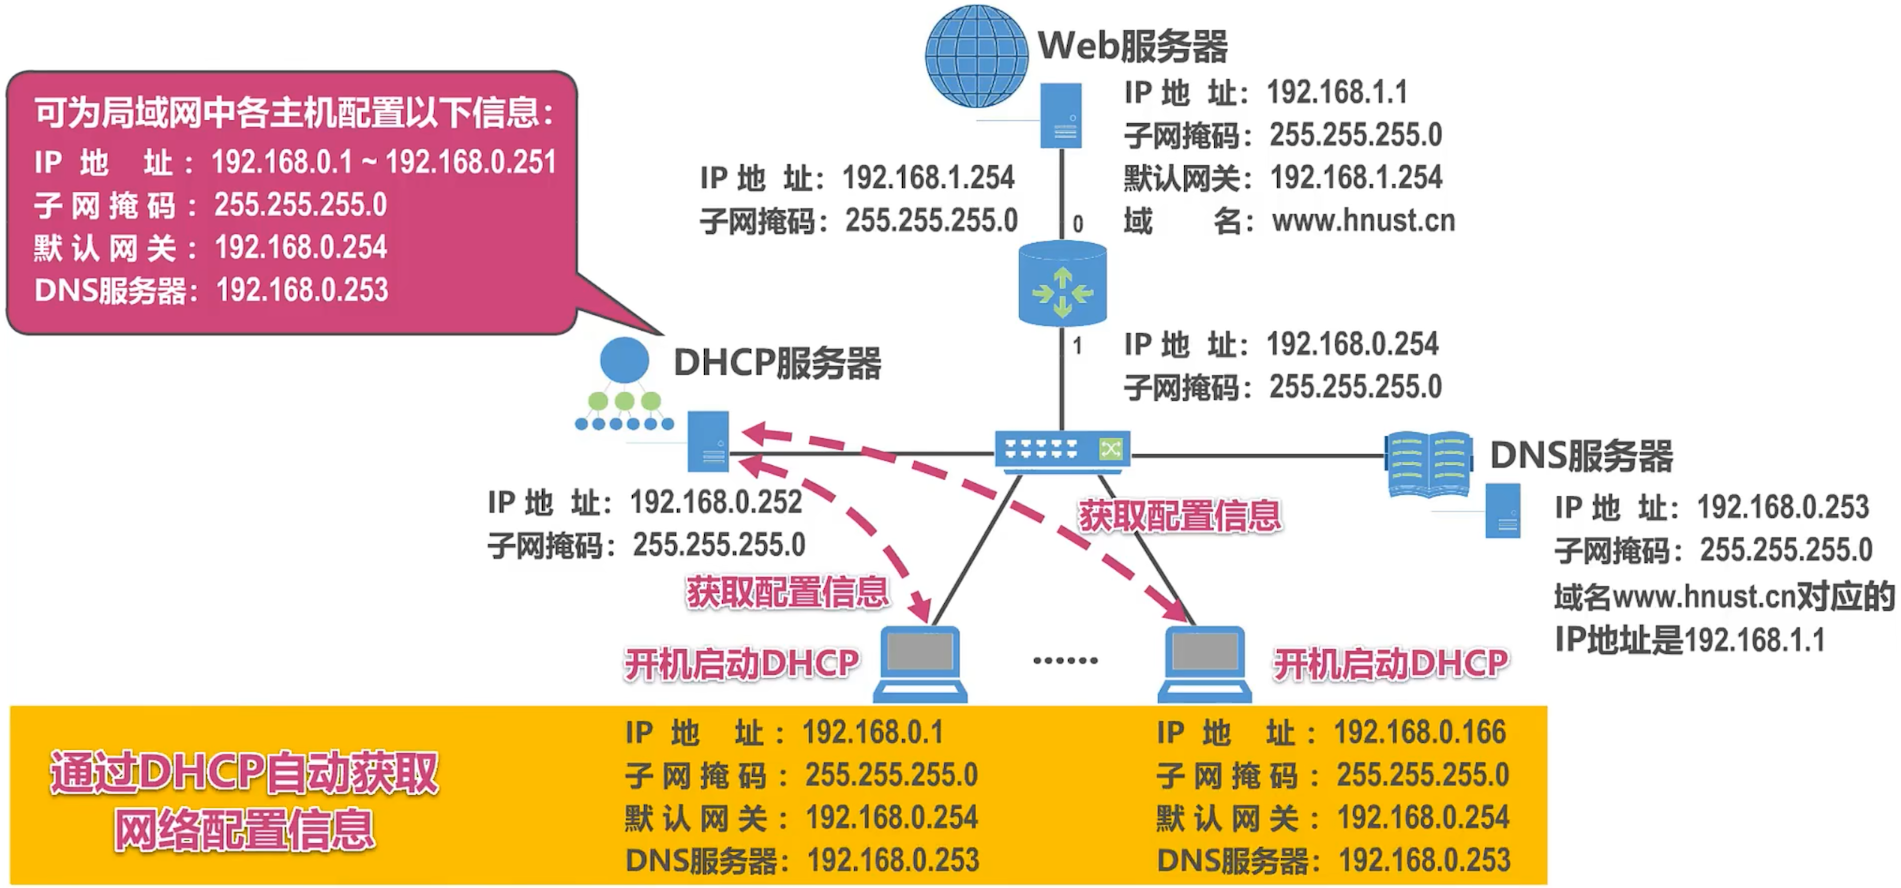 Web服务器
IP 地 址：192.168.1.1
子网掩码：255.255.255.0
默认网关：192.168.1.254
域 名：www.hnust.cn
可为局域网中各主机配置以下信息：
IP 地 址：192.168.0.1 ~ 192.168.0.251
子网掩码：255.255.255.0
默认网关：192.168.0.254
DNS服务器：192.168.0.253
IP 地 址：192.168.1.254
子网掩码：255.255.255.0
0
1
IP 地 址：192.168.0.254
子网掩码：255.255.255.0
DHCP服务器
IP 地 址：192.168.0.252
子网掩码：255.255.255.0
DNS服务器
IP 地 址：192.168.0.253
子网掩码：255.255.255.0
域名www.hnust.cn对应的
IP地址是192.168.1.1
获取配置信息
获取配置信息
开机启动DHCP
······
开机启动DHCP
通过DHCP自动获取
网络配置信息
IP 地 址：192.168.0.1
子网掩码：255.255.255.0
默认网关：192.168.0.254
DNS服务器：192.168.0.253
IP 地 址：192.168.0.166
子网掩码：255.255.255.0
默认网关：192.168.0.254
DNS服务器：192.168.0.253